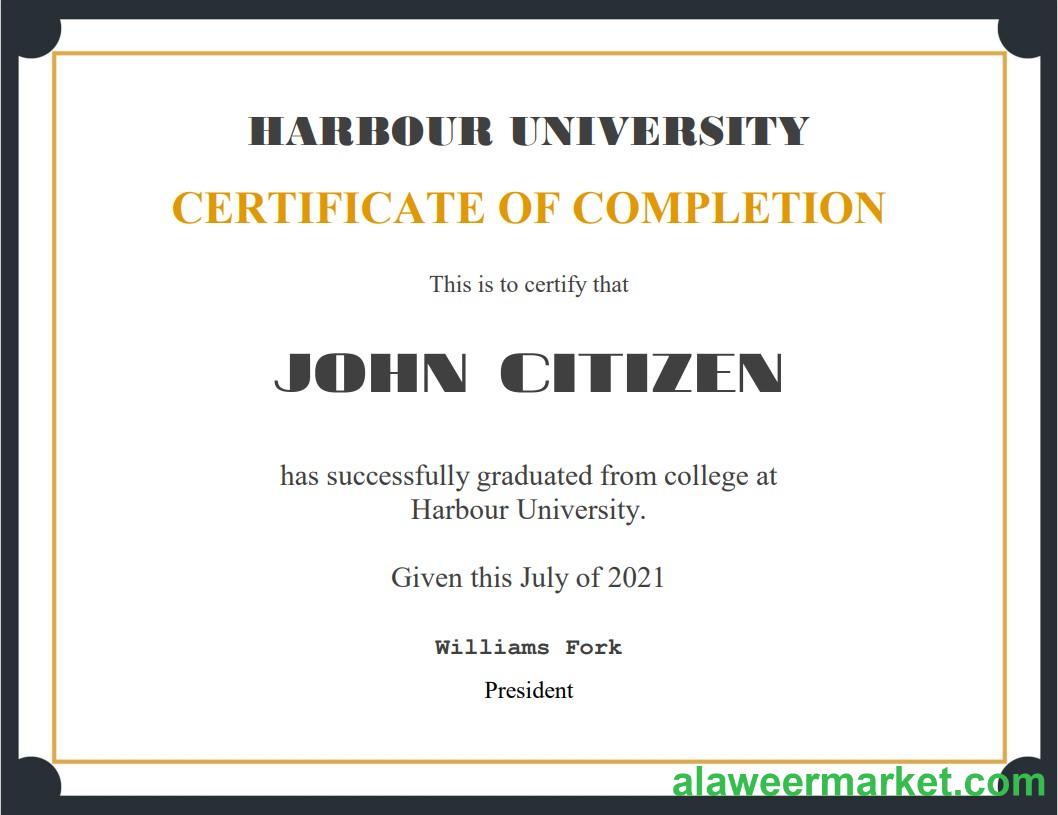 HARBOUR UNIVERSITY
CERTIFICATE OF COMPLETION
This is to certify that
JOHN CITIZEN
has successfully graduated from college at
Harbour University.
Given this July of 2021
Williams Fork
President
alaweermarket.com